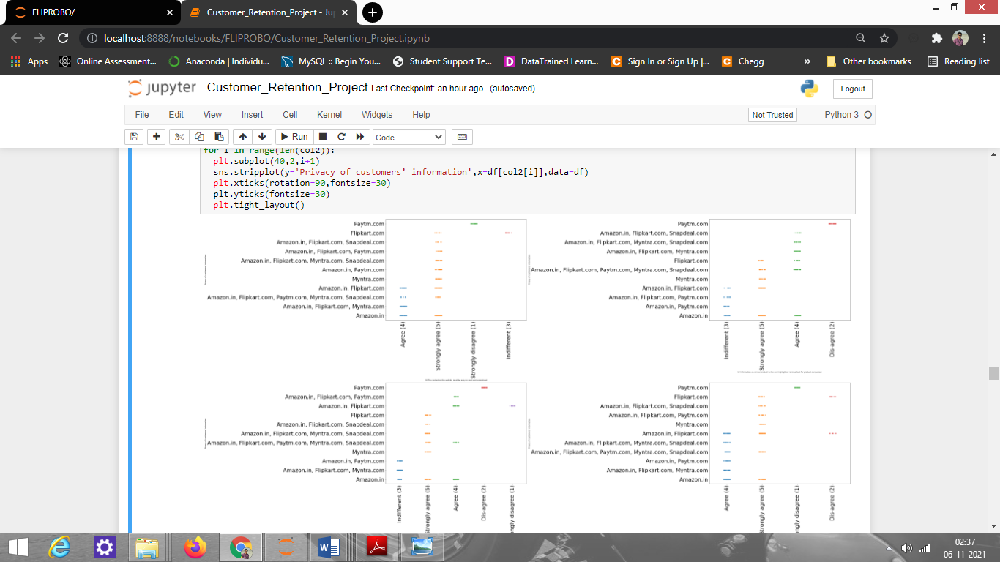 FLIPROBO/
Customer_Retention_Project - Ju
localhost:8888/notebooks/FLIPROBO/Customer_Retention_Project.ipynb
Apps
Online Assessment...
Anaconda | Individu...
MySQL :: Begin You...
Student Support Te...
D
DataTrained Learn...
C
Sign In or Sign Up |...
C
Chegg
»
Other bookmarks
Reading list
jupyter Customer_Retention_Project Last Checkpoint: an hour ago (autosaved)
Logout
File Edit View Insert Cell Kernel Widgets Help
Not Trusted
Python 3
Run
Code
for i in range(len(col2)):
plt.subplot(40,2,i+1)
sns.stripplot(y='Privacy of customers’ information',x=df[col2[i]],data=df)
plt.xticks(rotation=90,fontsize=30)
plt.yticks(fontsize=30)
plt.tight_layout()
Paytm.com
Flipkart.com
Amazon.in, Flipkart.com, Snapdeal.com
Amazon.in, Flipkart.com, Paytm.com
Amazon.in, Flipkart.com, Myntra.com, Snapdeal.com
Amazon.in, Paytm.com
Myntra.com
Amazon.in, Flipkart.com
Amazon.in, Flipkart.com, Paytm.com, Myntra.com, Snapdeal.com
Amazon.in, Flipkart.com, Myntra.com
Amazon.in
Agree (4)
Strongly agree (5)
Strongly disagree (1)
Indifferent (3)
Paytm.com
Amazon.in, Flipkart.com, Snapdeal.com
Amazon.in, Flipkart.com, Myntra.com, Snapdeal.com
Amazon.in, Flipkart.com, Myntra.com
Flipkart.com
Amazon.in, Flipkart.com, Paytm.com, Myntra.com, Snapdeal.com
Myntra.com
Amazon.in, Flipkart.com
Amazon.in, Flipkart.com, Paytm.com
Amazon.in, Paytm.com
Amazon.in
Indifferent (3)
Strongly agree (5)
Agree (4)
Dis-agree (2)
Paytm.com
Amazon.in, Flipkart.com, Paytm.com
Amazon.in, Flipkart.com
Flipkart.com
Amazon.in, Flipkart.com, Snapdeal.com
Amazon.in, Flipkart.com, Myntra.com, Snapdeal.com
Amazon.in, Flipkart.com, Paytm.com, Myntra.com, Snapdeal.com
Myntra.com
Amazon.in, Paytm.com
Amazon.in, Flipkart.com, Myntra.com
Amazon.in
Indifferent (3)
Strongly agree (5)
Agree (4)
Dis-agree (2)
ngly disagree (1)
Paytm.com
Flipkart.com
Amazon.in, Flipkart.com, Snapdeal.com
Amazon.in, Flipkart.com, Paytm.com
Myntra.com
Amazon.in, Flipkart.com
Amazon.in, Flipkart.com, Myntra.com, Snapdeal.com
Amazon.in, Flipkart.com, Paytm.com, Myntra.com, Snapdeal.com
Amazon.in, Paytm.com
Amazon.in, Flipkart.com, Myntra.com
Amazon.in
Agree (4)
trongly agree (5)
ngly disagree (1)
Dis-agree (2)
02:37
06-11-2021